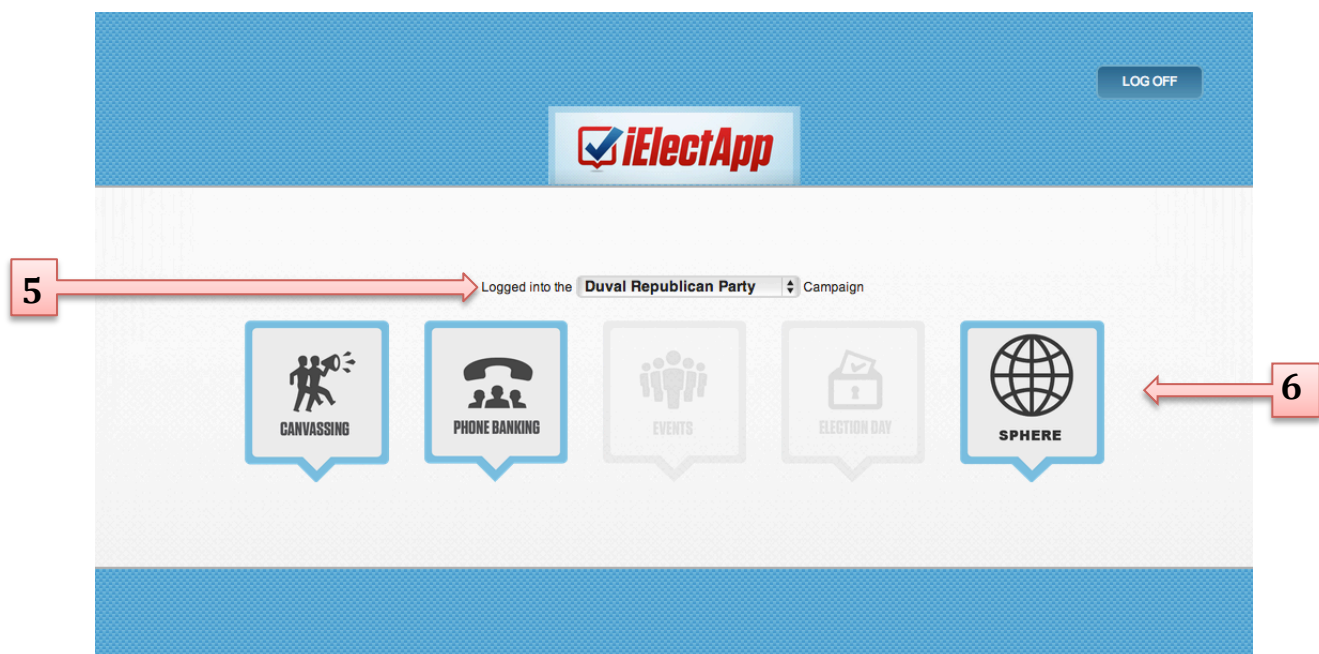 LOG OFF
iElectApp
5
Logged into the Duval Republican Party Campaign
6
CANVASSING
PHONE BANKING
EVENTS
ELECTION DAY
SPHERE